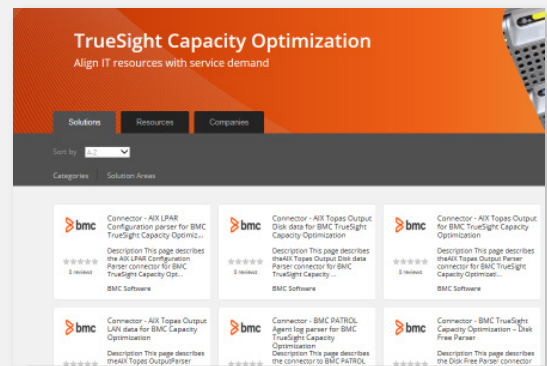 TrueSight Capacity Optimization
Align IT resources with service demand
Solutions Resources Companies
Sort by A-Z
Categories Solution Areas
bmc
0 reviews
Connector - AIX LPAR
Configuration parser for BMC
TrueSight Capacity Optimiz...
Description This page describes
the AIX LPAR Configuration
Parser connector for BMC
TrueSight Capacity Opt...
BMC Software
bmc
0 reviews
Connector - AIX Topas Output
Disk data for BMC TrueSight
Capacity Optimization
Description This page describes
theAIX Topas Output Disk data
Parser connector for BMC
TrueSight Capacity ...
BMC Software
bmc
0 reviews
Connector - AIX Topas Output
for BMC TrueSight Capacity
Optimization
Description This page describes
theAIX Topas Output Parser
connector for BMC TrueSight
Capacity Optimizati...
BMC Software
bmc
Connector - AIX Topas Output
LAN data for BMC Capacity
Optimization
Description This page describes
theAIX Topas OutputParser
bmc
Connector - BMC PATROL
Agent log parser for BMC
TrueSight Capacity
Optimization
Description This page describes
the connector to BMC PATROL
bmc
Connector - BMC TrueSight
Capacity Optimization – Disk
Free Parser
Description This page describes
the Disk Free Parser connector